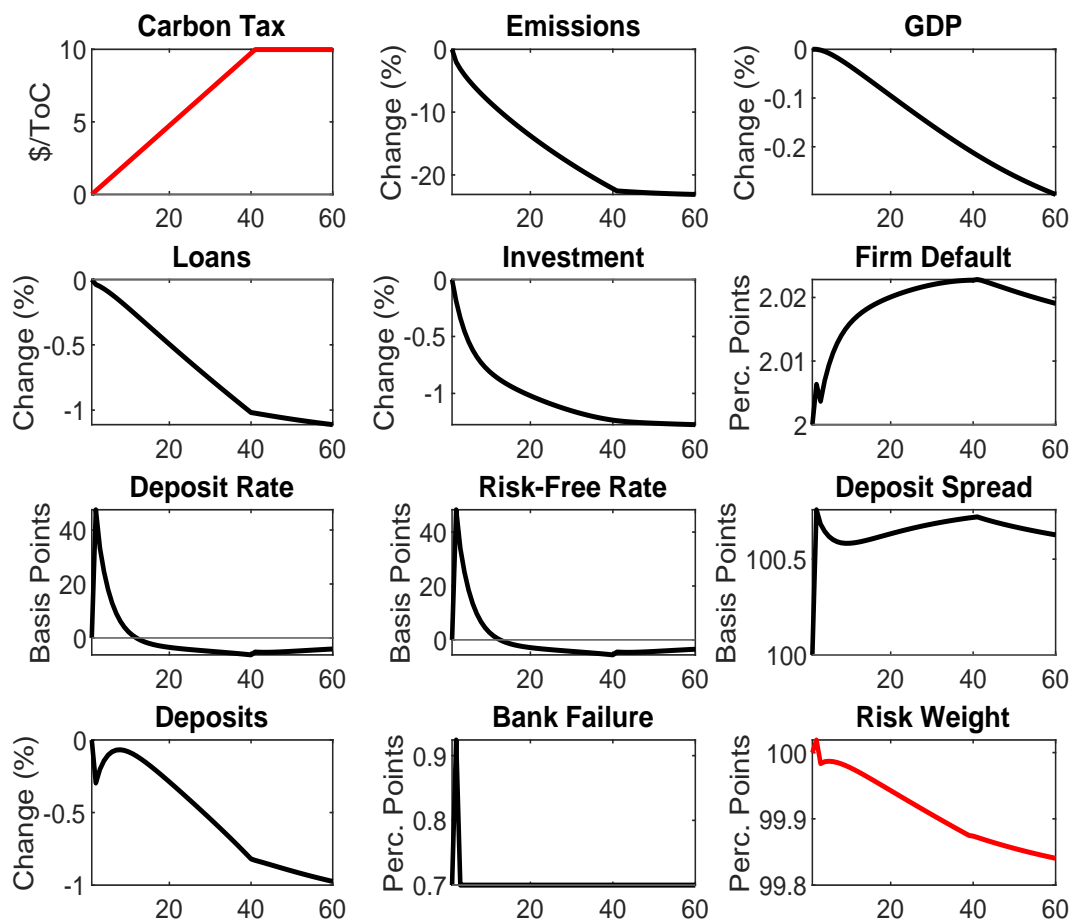 Carbon Tax
10
5
0
$/ToC
20
40
60
Emissions
0
-10
-20
Change (%)
20
40
60
GDP
0
-0.1
-0.2
Change (%)
20
40
60
Loans
0
-0.5
-1
Change (%)
20
40
60
Investment
0
-0.5
-1
Change (%)
20
40
60
Firm Default
2.02
2.01
2
Perc. Points
20
40
60
Deposit Rate
40
20
0
Basis Points
20
40
60
Risk-Free Rate
40
20
0
Basis Points
20
40
60
Deposit Spread
100.5
100
Basis Points
20
40
60
Deposits
0
-0.5
-1
Change (%)
20
40
60
Bank Failure
0.9
0.8
0.7
Perc. Points
20
40
60
Risk Weight
100
99.9
99.8
Perc. Points
20
40
60